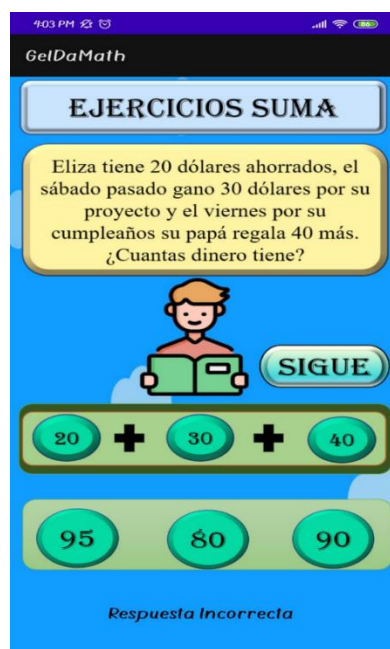 4:03 PM
86
GelDaMath
EJERCICIOS SUMA
Eliza tiene 20 dólares ahorrados, el
sábado pasado gano 30 dólares por su
proyecto y el viernes por su
cumpleaños su papá regala 40 más.
¿Cuantas dinero tiene?
SIGUE
20 + 30 + 40
95 80 90
Respuesta Incorrecta